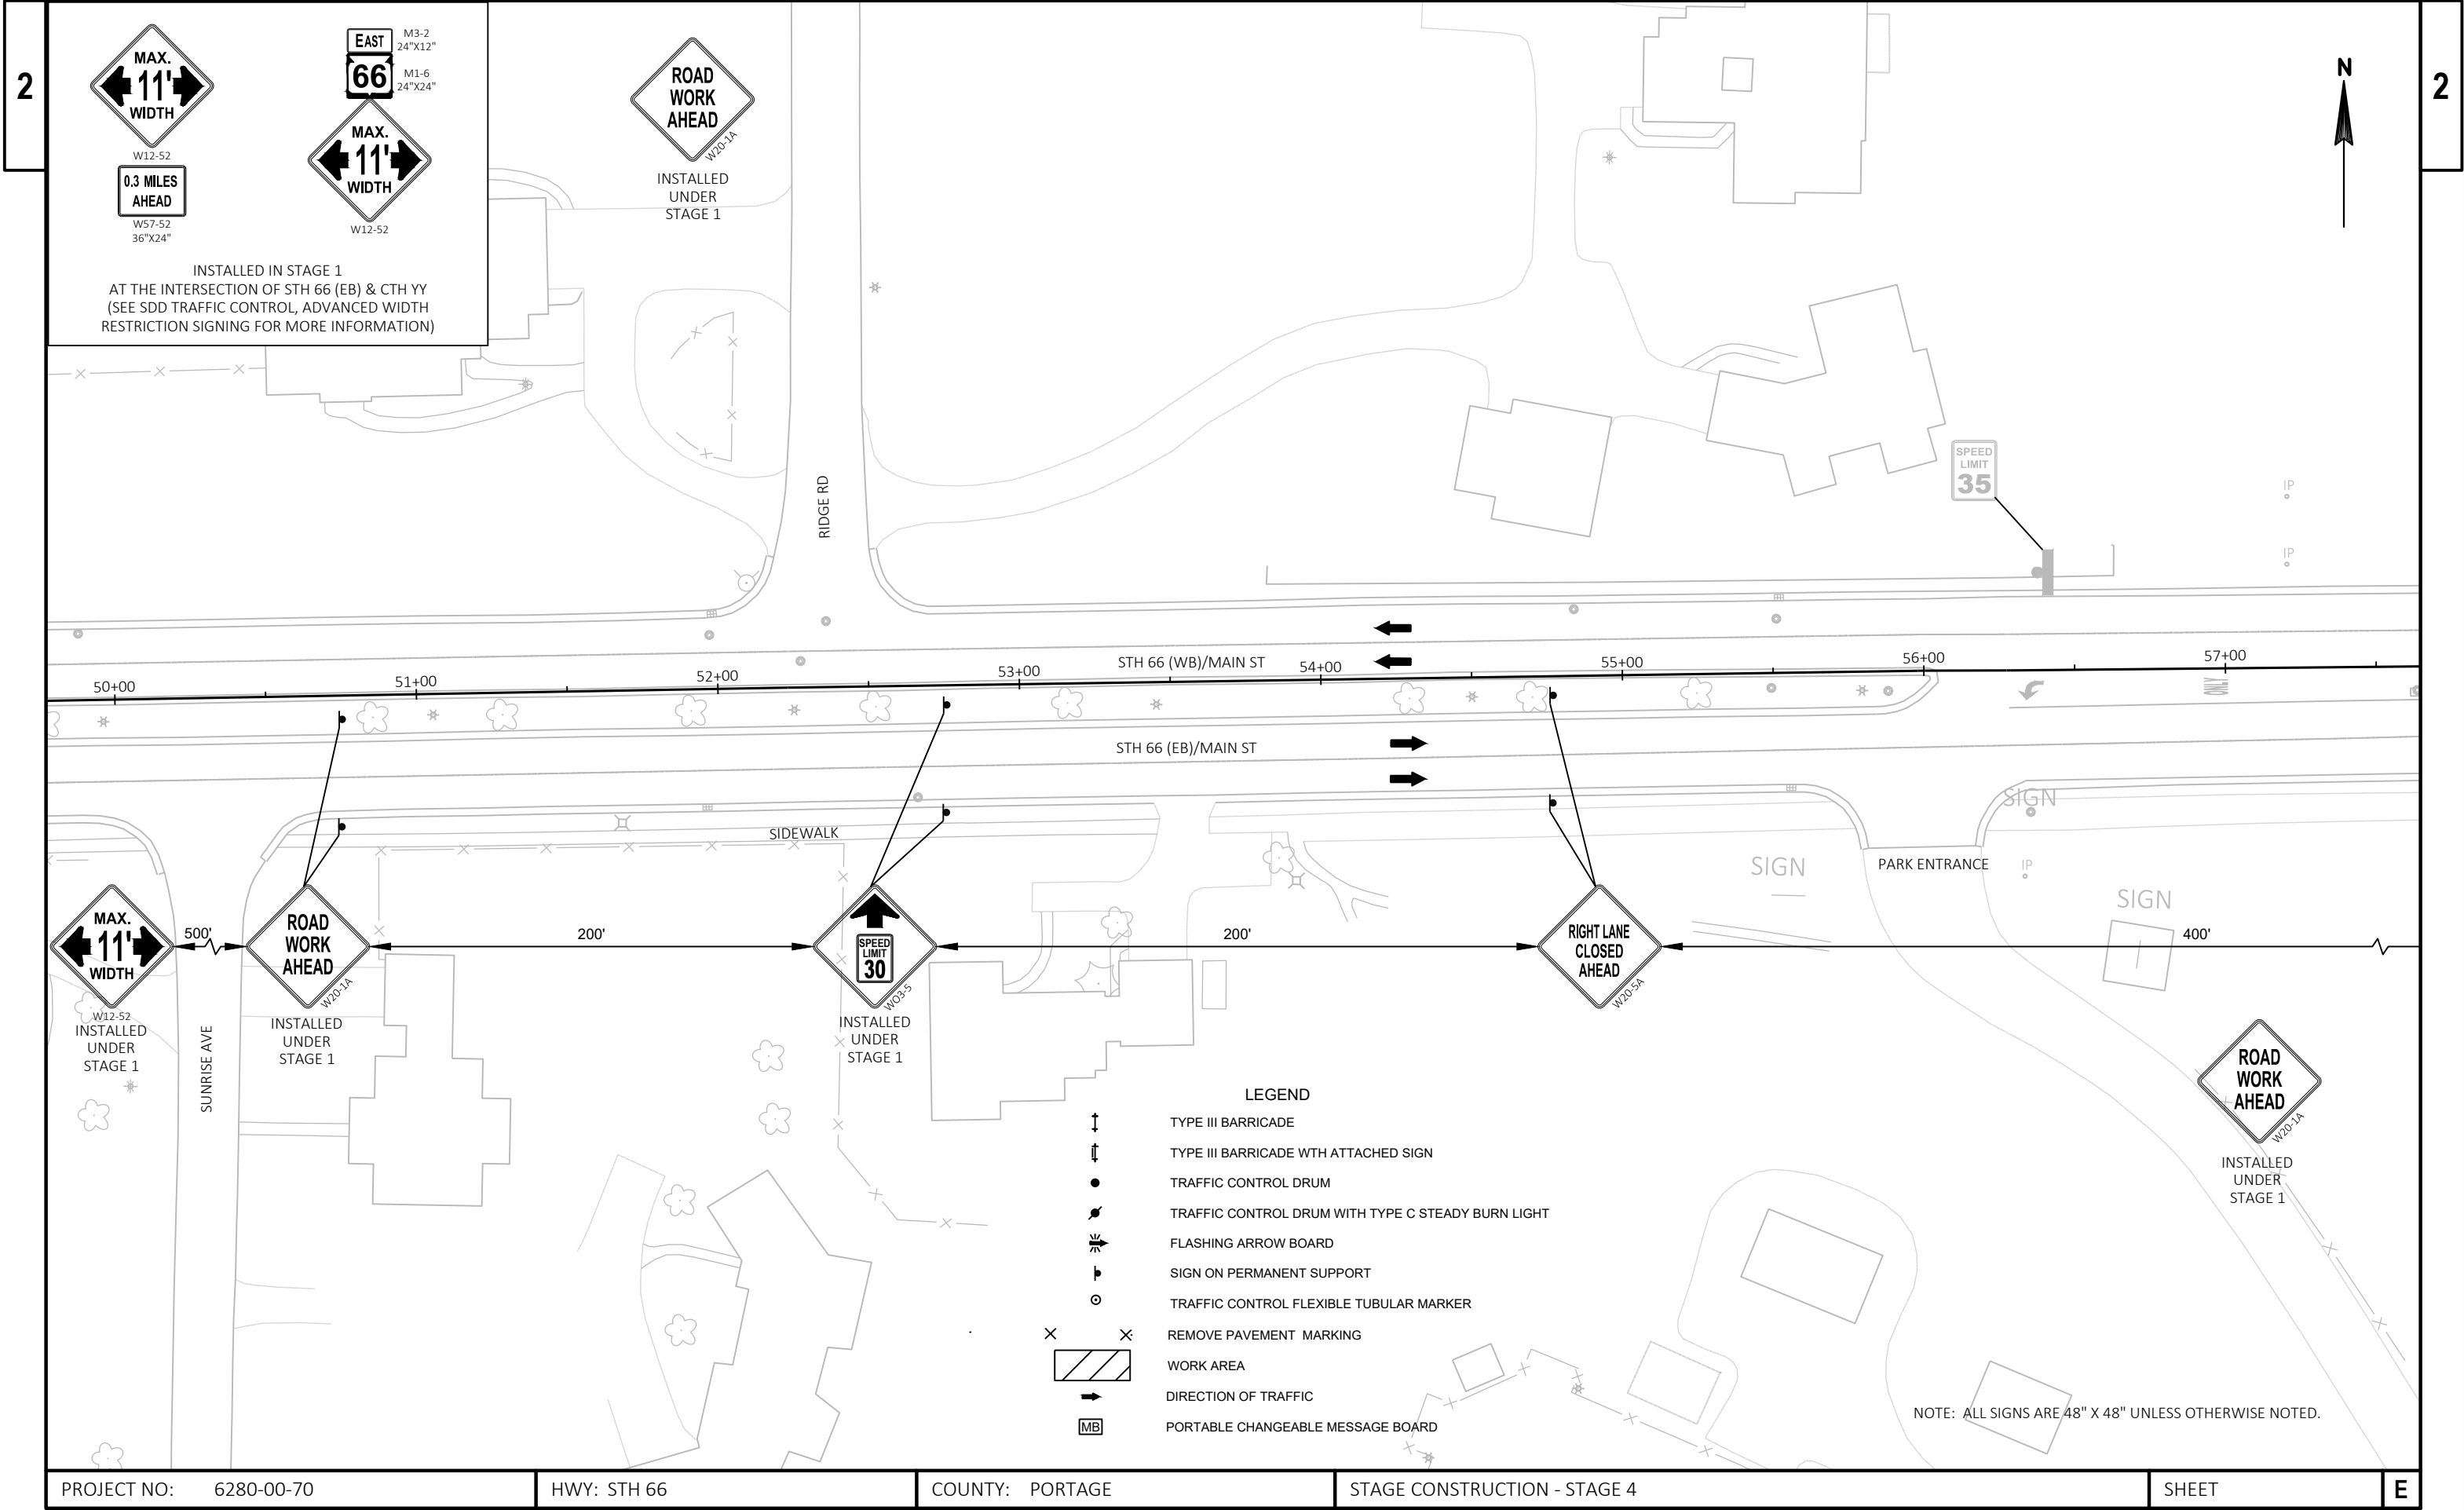 2
MAX.
11'
WIDTH
W12-52
0.3 MILES
AHEAD
W57-52
36"X24"
EAST
M3-2
24"X12"
66
M1-6
24"X24"
MAX.
11'
WIDTH
W12-52
INSTALLED IN STAGE 1
AT THE INTERSECTION OF STH 66 (EB) & CTH YY
(SEE SDD TRAFFIC CONTROL, ADVANCED WIDTH
RESTRICTION SIGNING FOR MORE INFORMATION)
ROAD
WORK
AHEAD
W20-1A
INSTALLED
UNDER
STAGE 1
N
2
RIDGE RD
SPEED
LIMIT
35
IP
IP
STH 66 (WB)/MAIN ST
50+00
51+00
52+00
53+00
54+00
55+00
56+00
57+00
STH 66 (EB)/MAIN ST
SIDEWALK
SIGN
SIGN
PARK ENTRANCE
IP
SIGN
MAX.
11'
WIDTH
W12-52
INSTALLED
UNDER
STAGE 1
500'
SUNRISE AVE
ROAD
WORK
AHEAD
W20-1A
INSTALLED
UNDER
STAGE 1
200'
SPEED
LIMIT
30
WO3-5
INSTALLED
UNDER
STAGE 1
200'
RIGHT LANE
CLOSED
AHEAD
W20-5A
400'
ROAD
WORK
AHEAD
W20-1A
INSTALLED
UNDER
STAGE 1
LEGEND
TYPE III BARRICADE
TYPE III BARRICADE WTH ATTACHED SIGN
TRAFFIC CONTROL DRUM
TRAFFIC CONTROL DRUM WITH TYPE C STEADY BURN LIGHT
FLASHING ARROW BOARD
SIGN ON PERMANENT SUPPORT
TRAFFIC CONTROL FLEXIBLE TUBULAR MARKER
REMOVE PAVEMENT MARKING
WORK AREA
DIRECTION OF TRAFFIC
MB PORTABLE CHANGEABLE MESSAGE BOARD
NOTE: ALL SIGNS ARE 48" X 48" UNLESS OTHERWISE NOTED.
PROJECT NO: 6280-00-70
HWY: STH 66
COUNTY: PORTAGE
STAGE CONSTRUCTION - STAGE 4
SHEET
E